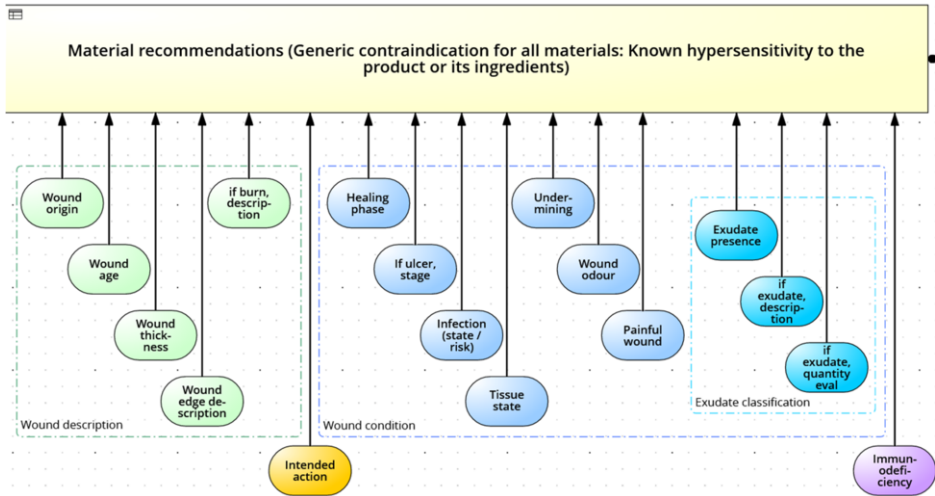 Material recommendations (Generic contraindication for all materials: Known hypersensitivity to the
product or its ingredients)
Wound
origin
if burn,
descrip-
tion
Healing
phase
Under-
mining
Exudate
presence
Wound
age
If ulcer,
stage
Wound
odour
if
exudate,
descrip-
tion
Wound
thick-
ness
Infection
(state /
risk)
Painful
wound
if
exudate,
quantity
eval
Wound
edge de-
scription
Tissue
state
Exudate classification
Wound description
Wound condition
Intended
action
Immun-
odefi-
ciency